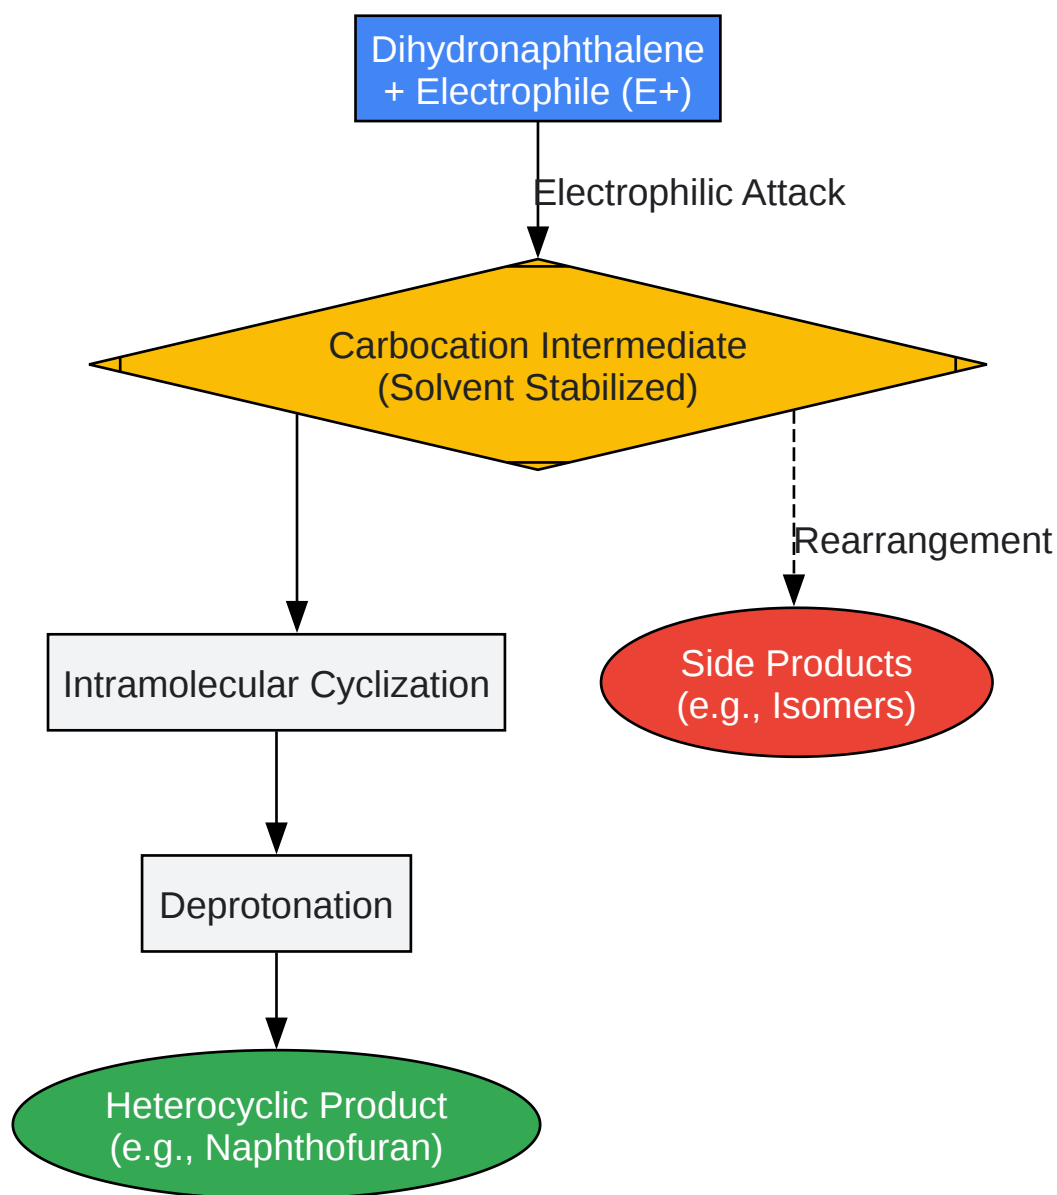 Dihydronaphthalene
+ Electrophile (E+)
Electrophilic Attack
Carbocation Intermediate
(Solvent Stabilized)
Rearrangement
Intramolecular Cyclization
Side Products
(e.g., Isomers)
Deprotonation
Heterocyclic Product
(e.g., Naphthofuran)